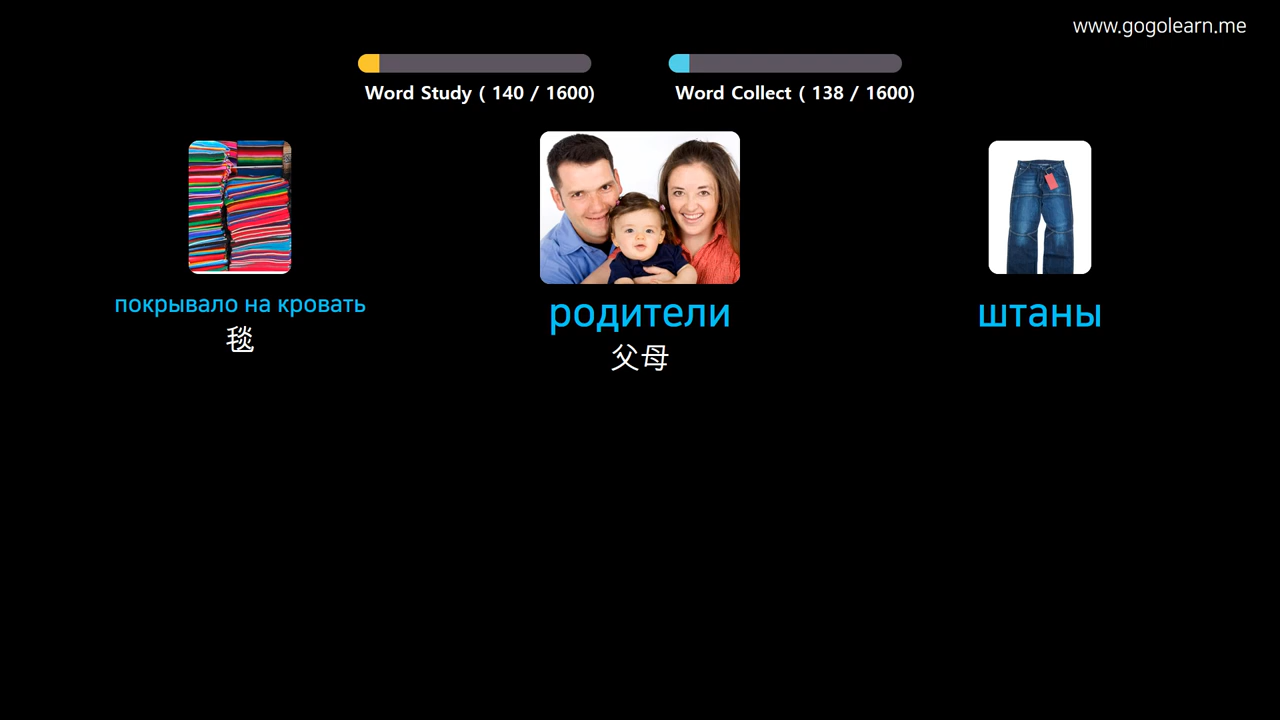 www.gogolearn.me
Word Study ( 140 / 1600)
Word Collect ( 138 / 1600)
покрывало на кровать
毯
родители
父母
штаны